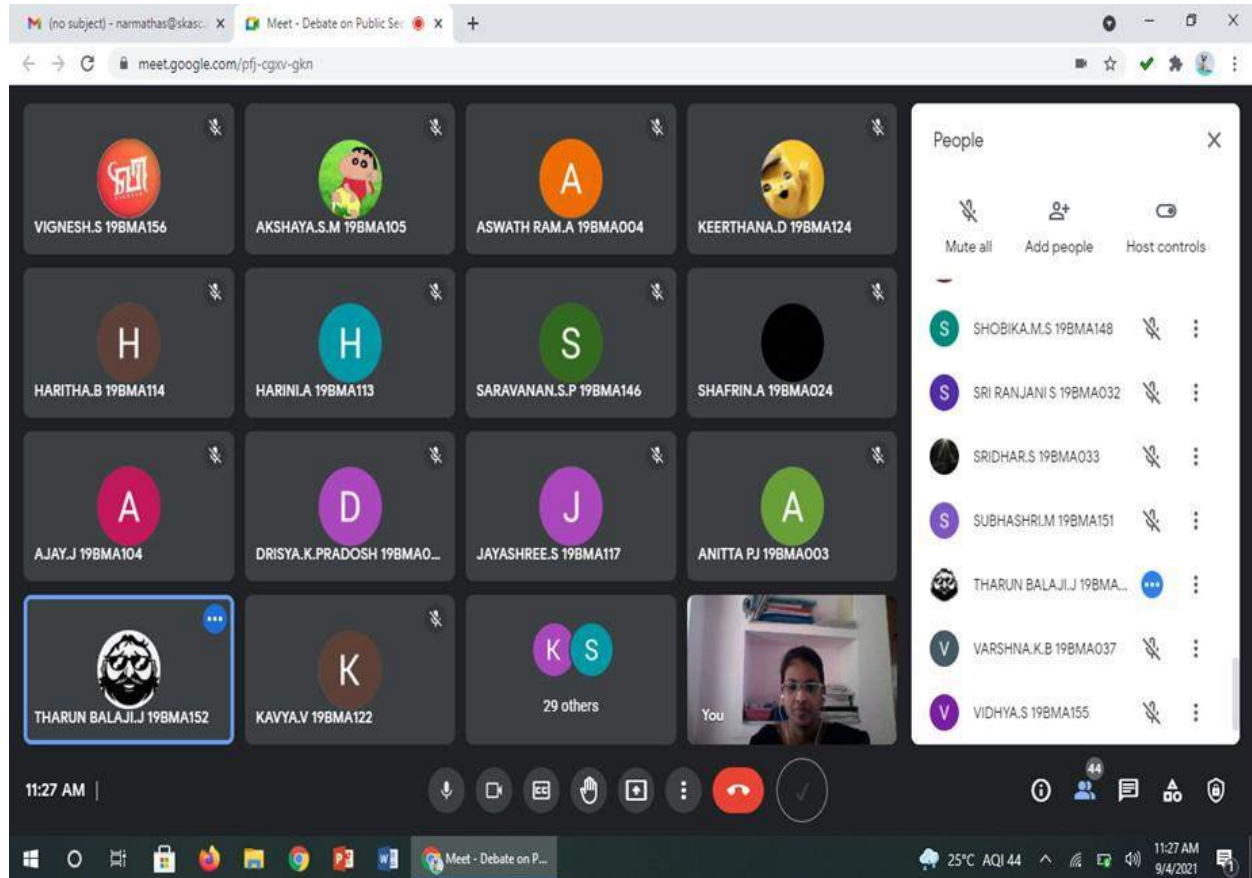 (no subject) - narmathas@skasc.
Meet - Debate on Public Sec
meet.google.com/pfj-cgxv-gkn
VIGNESH.S 19BMA156
AKSHAYA.S.M 19BMA105
A
ASWATH RAM.A 19BMA004
KEERTHANA.D 19BMA124
H
HARITHA.B 19BMA114
H
HARINI.A 19BMA113
S
SARAVANAN.S.P 19BMA146
SHAFRIN.A 19BMA024
A
AJAY.J 19BMA104
D
DRISYA.K.PRADOSH 19BMA0...
J
JAYASHREE.S 19BMA117
A
ANITTA PJ 19BMA003
THARUN BALAJI.J 19BMA152
K
KAVYA.V 19BMA122
K S
29 others
You
People
Mute all
Add people
Host controls
S SHOBIKA.M.S 19BMA148
S SRI RANJANI S 19BMA032
SRIDHAR.S 19BMA033
S SUBHASHRI.M 19BMA151
THARUN BALAJI.J 19BMA...
V VARSHNA.K.B 19BMA037
V VIDHYA.S 19BMA155
11:27 AM
CC
44
Meet - Debate on P...
25°C AQI 44
11:27 AM
9/4/2021